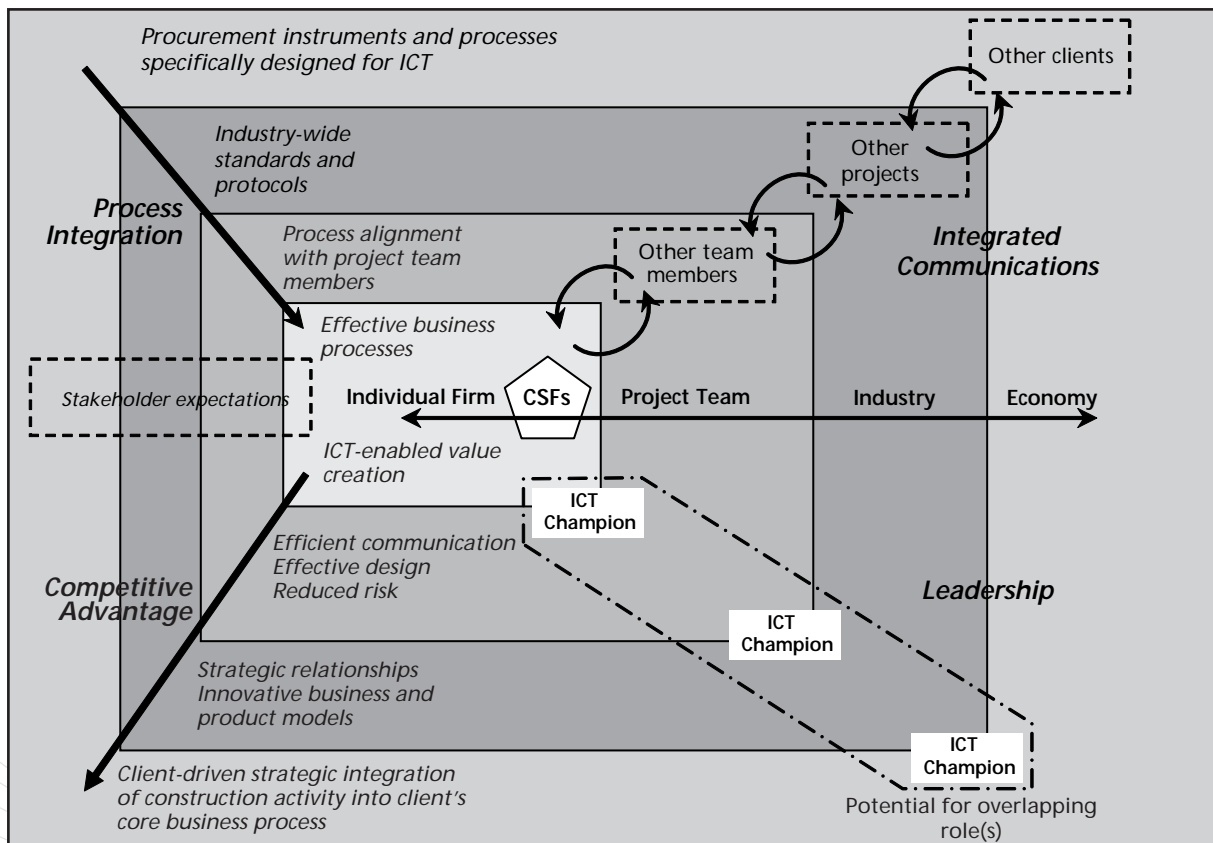 Procurement instruments and processes
specifically designed for ICT
Other clients
Industry-wide
standards and
protocols
Other
projects
Process
Integration
Process alignment
with project team
members
Other team
members
Integrated
Communications
Effective business
processes
Stakeholder expectations
Individual Firm
CSFs
Project Team
Industry
Economy
ICT-enabled value
creation
ICT
Champion
Efficient communication
Effective design
Reduced risk
Competitive
Advantage
Leadership
ICT
Champion
Strategic relationships
Innovative business and
product models
ICT
Champion
Client-driven strategic integration
of construction activity into client's
core business process
Potential for overlapping
role(s)